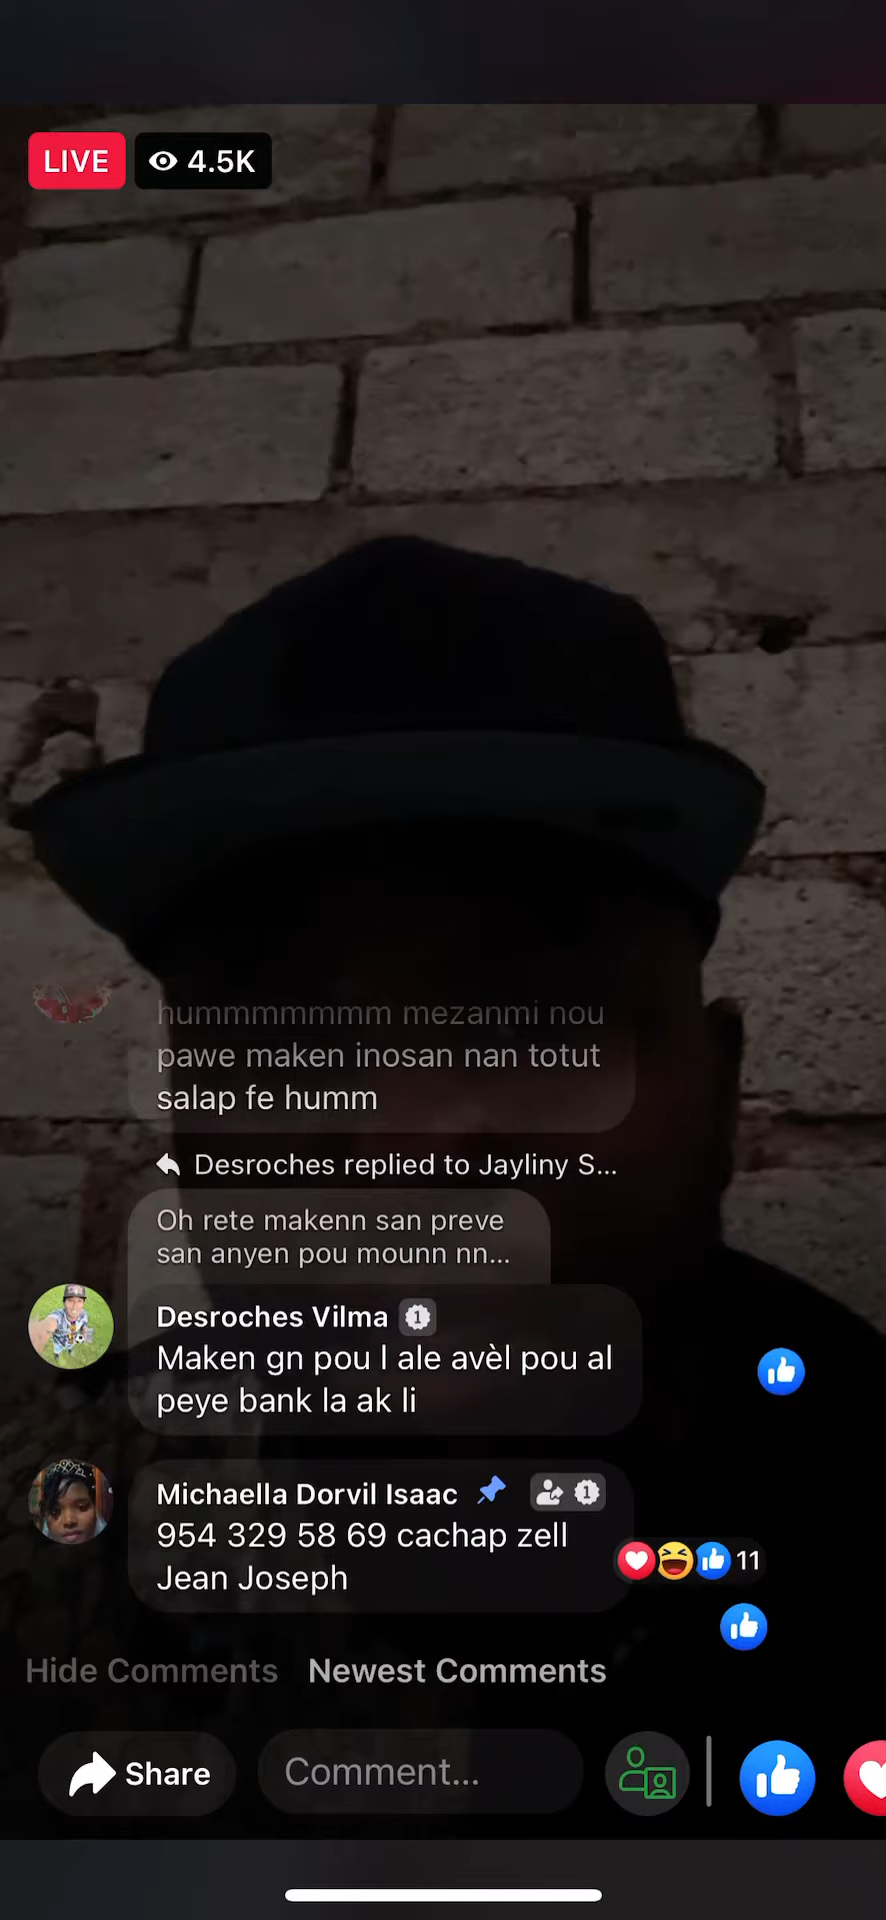 LIVE 4.5K
hummmmmmm mezanmi nou
pawe maken inosan nan totut
salap fe humm
Desroches replied to Jayliny S...
Oh rete makenn san preve
san anyen pou mounn nn...
Desroches Vilma 1
Maken gn pou l ale avèl pou al
peye bank la ak li
Michaella Dorvil Isaac 1
954 329 58 69 cachap zell
Jean Joseph
11
Hide Comments Newest Comments
Share Comment...